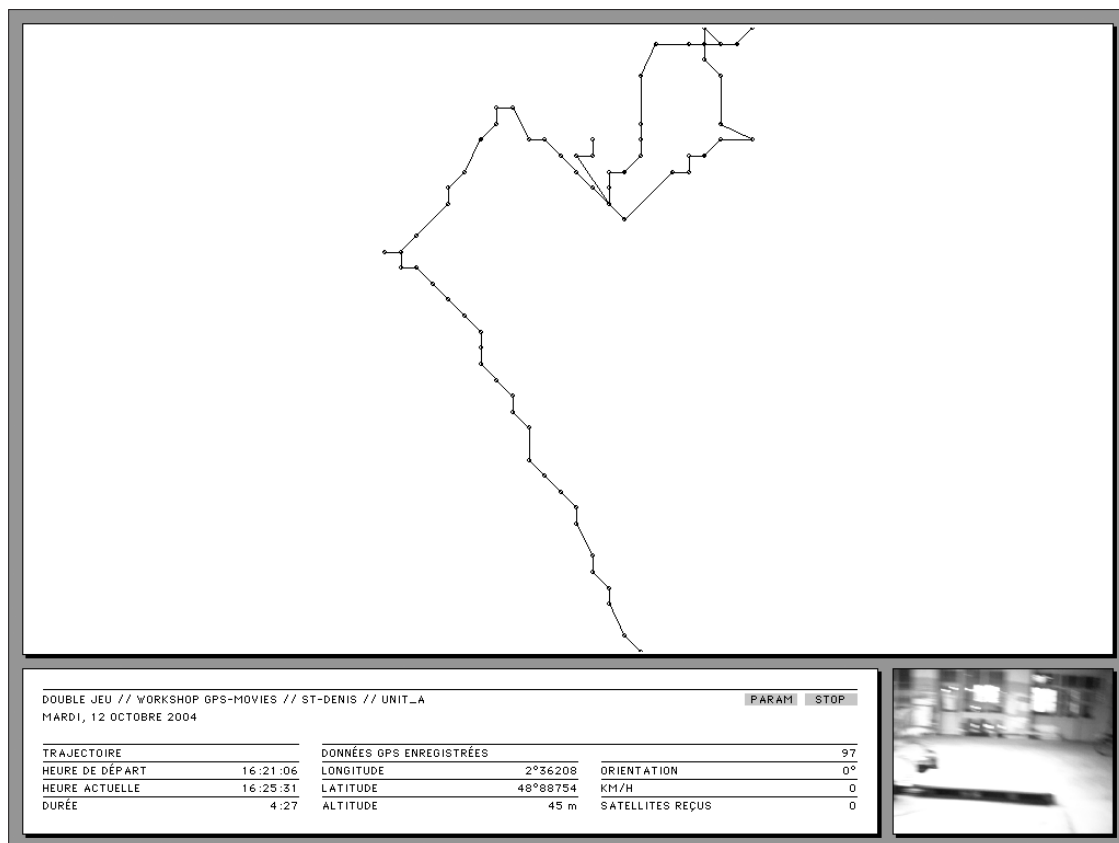 DOUBLE JEU // WORKSHOP GPS-MOVIES // ST-DENIS // UNIT_A PARAM STOP
MARDI, 12 OCTOBRE 2004
TRAJECTOIRE DONNÉES GPS ENREGISTRÉES 97
HEURE DE DÉPART 16:21:06 LONGITUDE 2°36208 ORIENTATION 0°
HEURE ACTUELLE 16:25:31 LATITUDE 48°88754 KM/H 0
DURÉE 4:27 ALTITUDE 45 m SATELLITES REÇUS 0